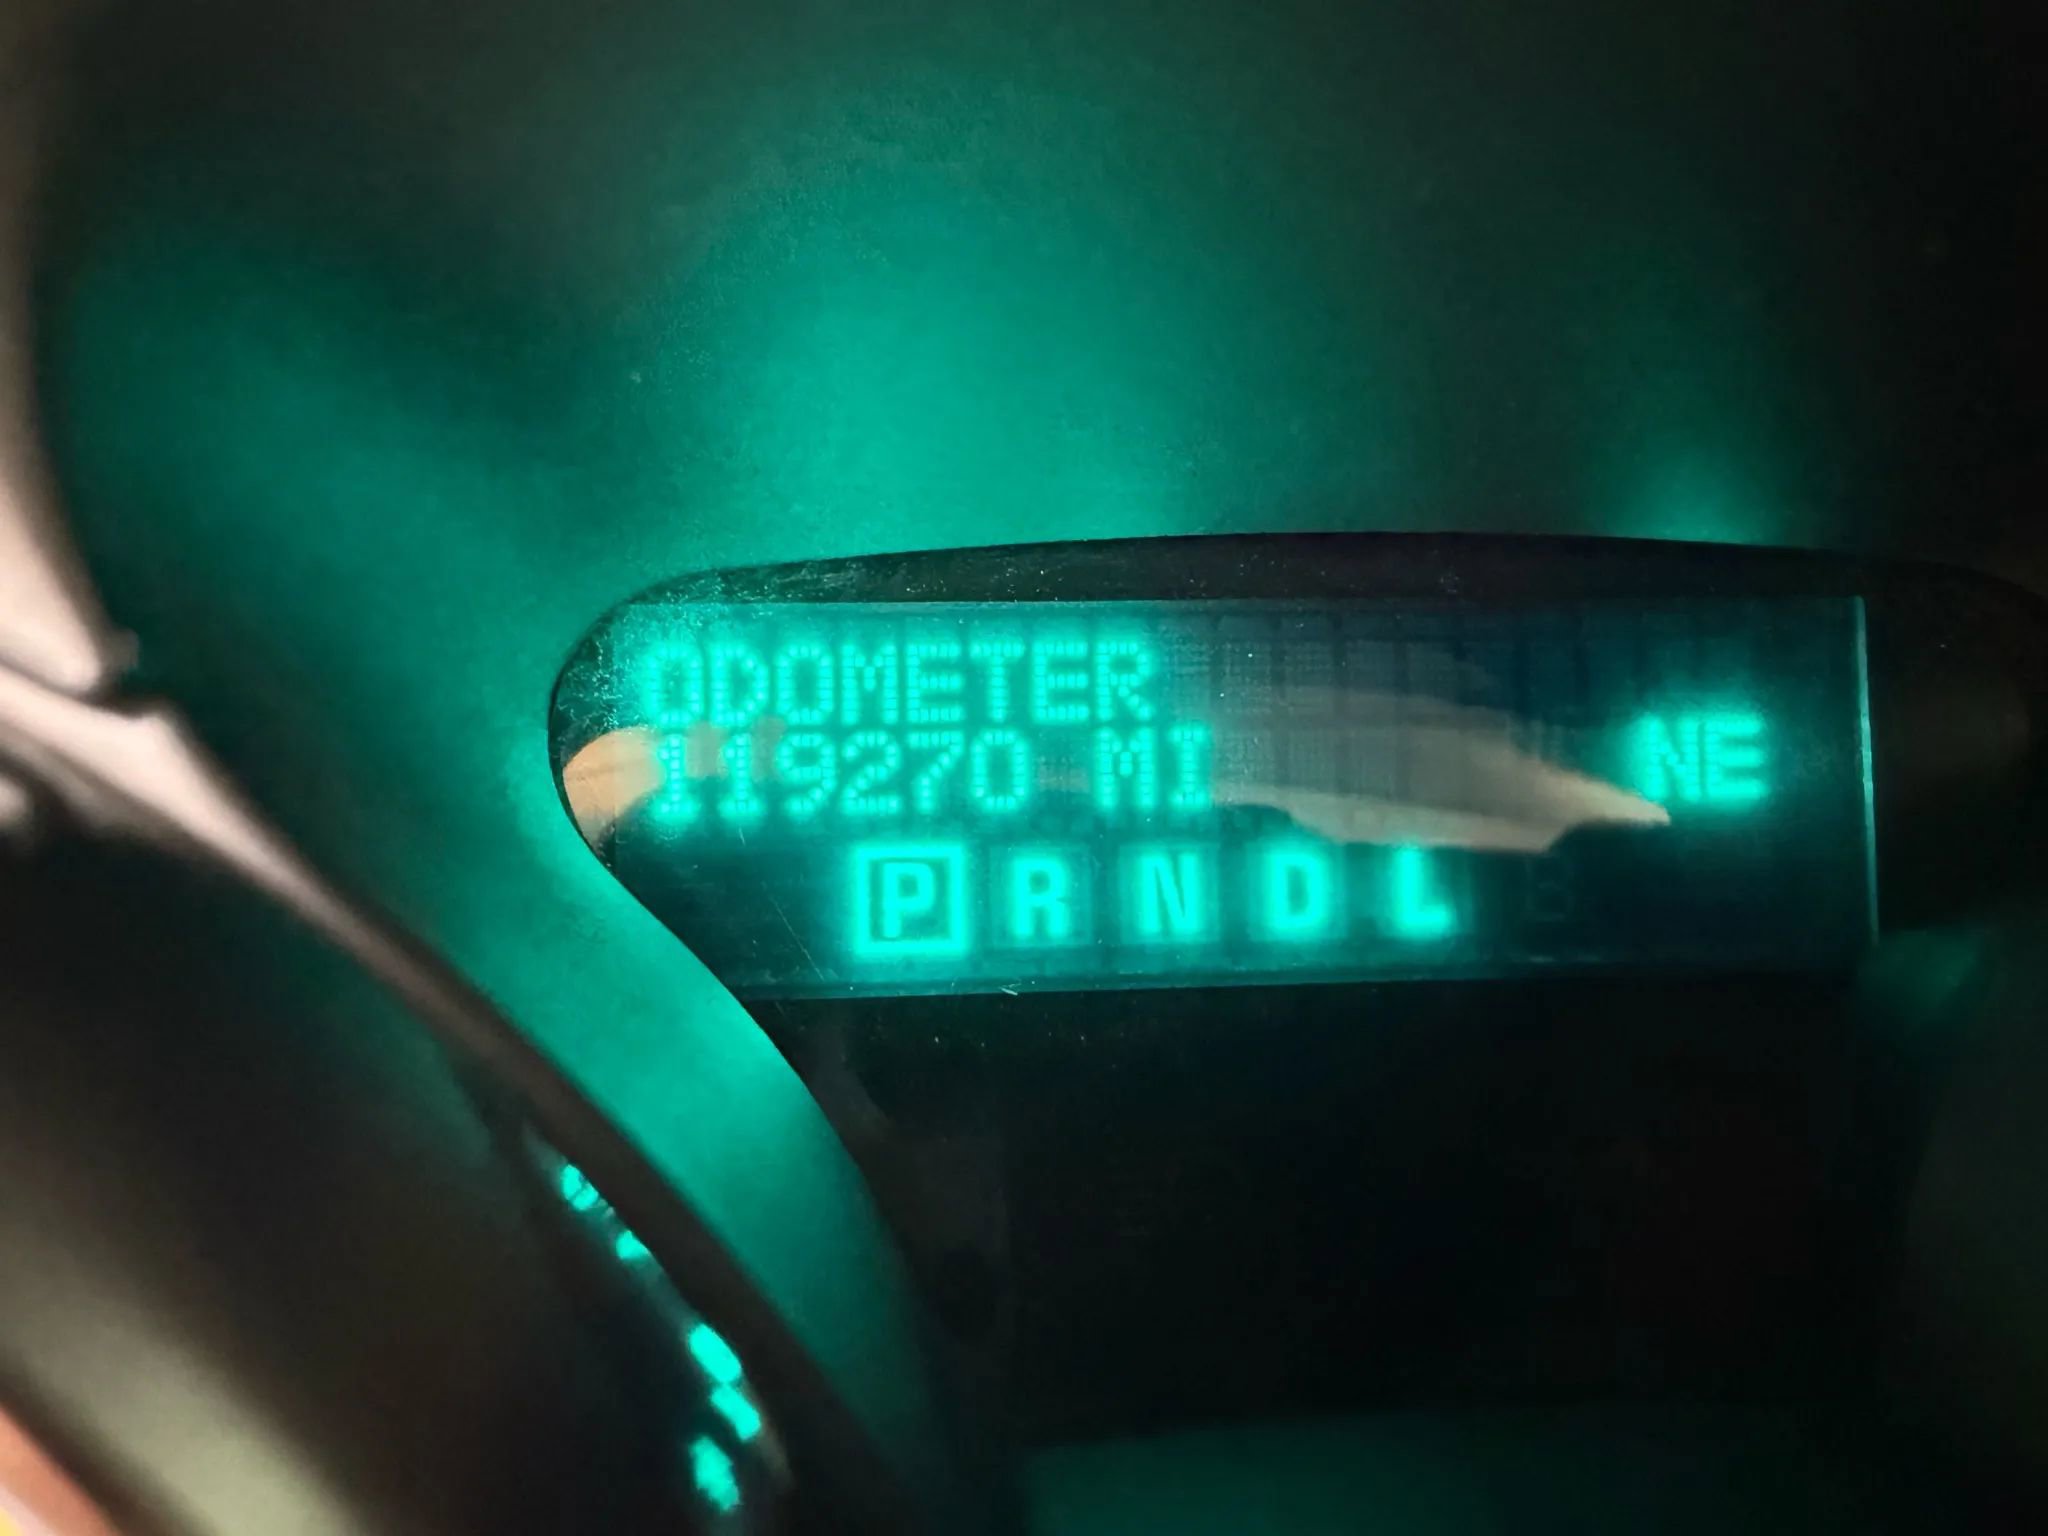 ODOMETER
119270 MI
NE
P R N D L